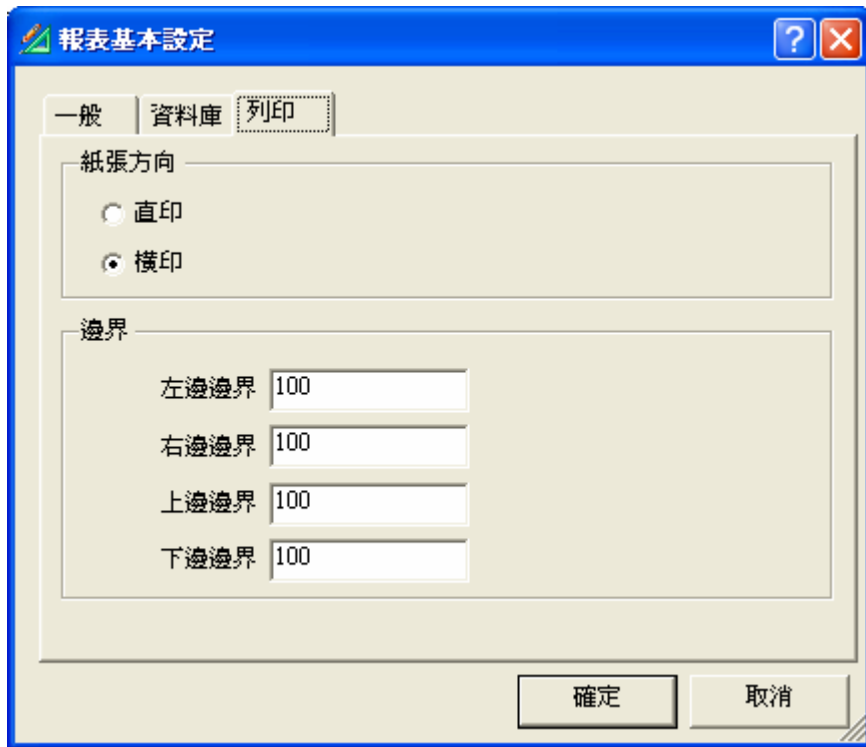 報表基本設定
一般 資料庫 列印
紙張方向
直印
橫印
邊界
左邊邊界 100
右邊邊界 100
上邊邊界 100
下邊邊界 100
確定 取消